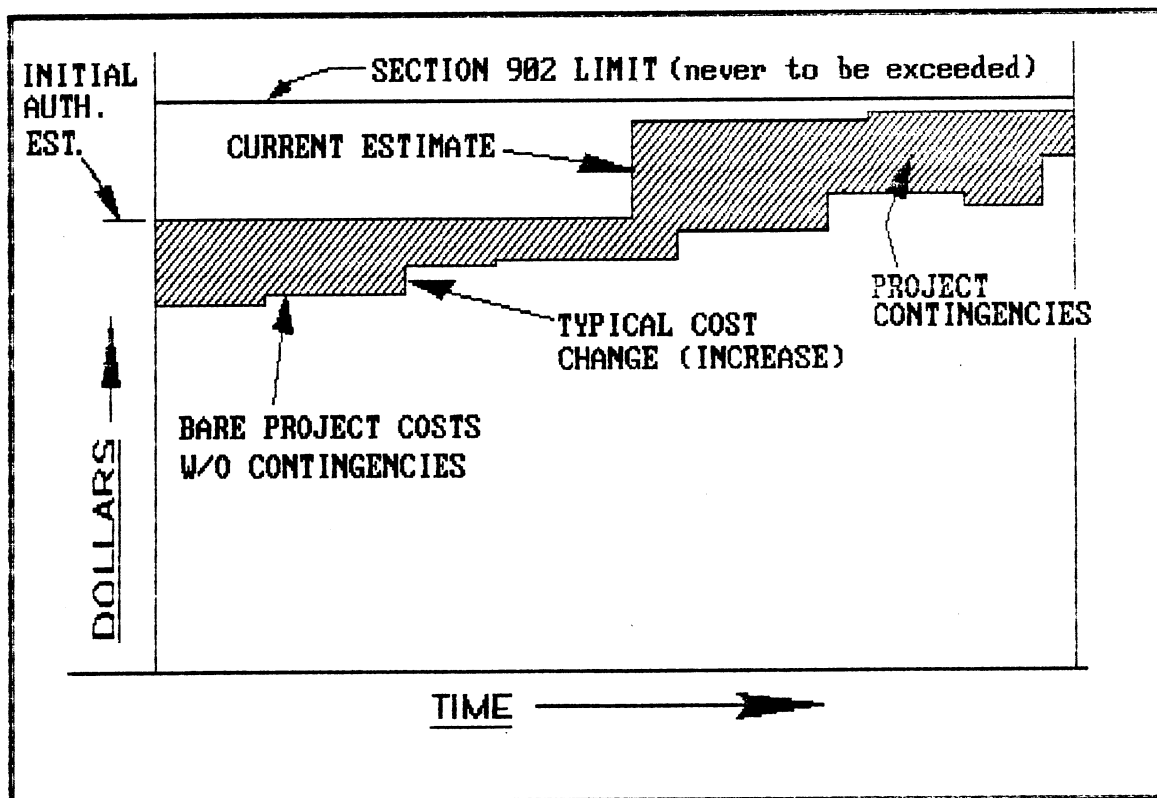 SECTION 902 LIMIT (never to be exceeded)
INITIAL
AUTH.
EST.
CURRENT ESTIMATE
PROJECT
CONTINGENCIES
TYPICAL COST
CHANGE (INCREASE)
BARE PROJECT COSTS
W/O CONTINGENCIES
DOLLARS
TIME